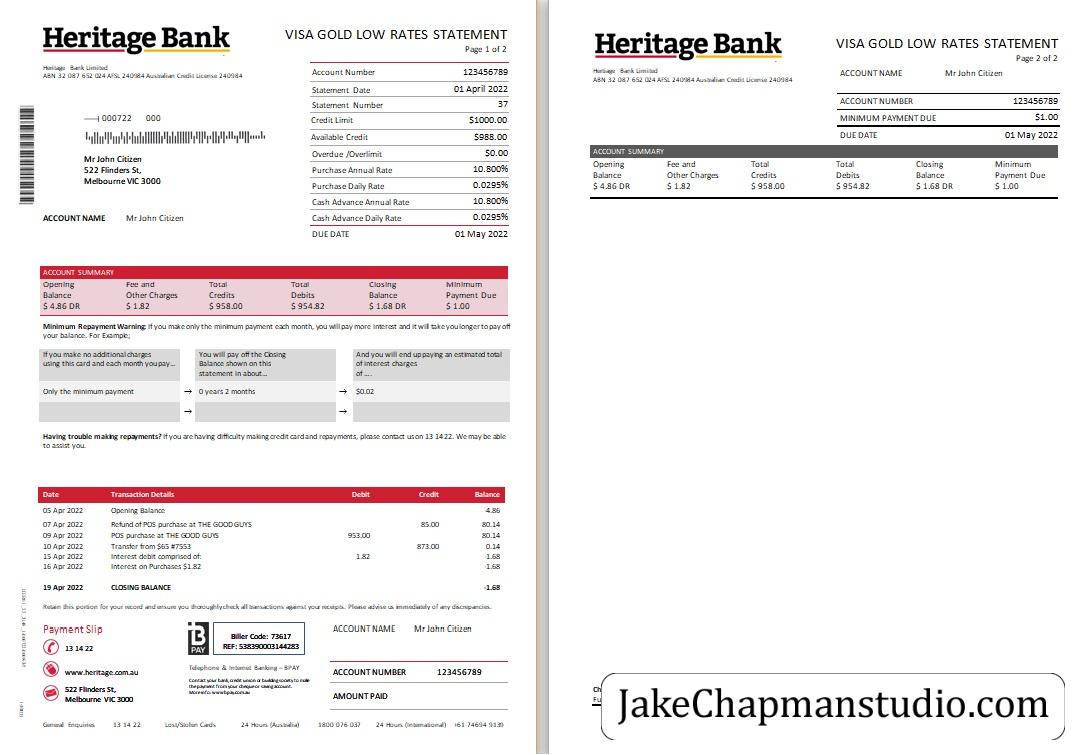 Heritage Bank
Heritage Bank Limited
ABN 32 087 652 024 AFSL 240984 Australian Credit License 240984
VISA GOLD LOW RATES STATEMENT
Page 1 of 2
Account Number 123456789
Statement Date 01 April 2022
Statement Number 37
Credit Limit $1000.00
Available Credit $988.00
Overdue /Overlimit $0.00
Purchase Annual Rate 10.800%
Purchase Daily Rate 0.0295%
Cash Advance Annual Rate 10.800%
Cash Advance Daily Rate 0.0295%
DUE DATE 01 May 2022
000722 000
Mr John Citizen
522 Flinders St,
Melbourne VIC 3000
ACCOUNT NAME Mr John Citizen
ACCOUNT SUMMARY
Opening Fee and Total Total Closing Minimum
Balance Other Charges Credits Debits Balance Payment Due
$ 4.86 DR $ 1.82 $ 958.00 $ 954.82 $ 1.68 DR $ 1.00
Minimum Repayment Warning: If you make only the minimum payment each month, you will pay more interest and it will take you longer to pay off
your balance. For Example;
If you make no additional charges You will pay off the Closing And you will end up paying an estimated total
using this card and each month you pay... Balance shown on this of interest charges
statement in about... of ....
Only the minimum payment → 0 years 2 months → $0.02
→ →
Having trouble making repayments? If you are having difficulty making credit card and repayments, please contact us on 13 14 22. We may be able
to assist you.
Date Transaction Details Debit Credit Balance
05 Apr 2022 Opening Balance 4.86
07 Apr 2022 Refund of POS purchase at THE GOOD GUYS 85.00 80.14
09 Apr 2022 POS purchase at THE GOOD GUYS 953.00 80.14
10 Apr 2022 Transfer from S65 #7553 873.00 0.14
15 Apr 2022 Interest debit comprised of: 1.82 -1.68
16 Apr 2022 Interest on Purchases $1.82 -1.68
19 Apr 2022 CLOSING BALANCE -1.68
Retain this portion for your record and ensure you thoroughly check all transactions against your receipts. Please advise us immediately of any discrepancies.
Payment Slip
13 14 22
www.heritage.com.au
522 Flinders St,
Melbourne VIC 3000
B
PAY
Biller Code: 73617
REF: 538390003144283
Telephone & Internet Banking – BPAY
Contact your bank, credit union or building society to make
the payment from your cheque or saving account.
More info: www.bpay.com.au
ACCOUNT NAME Mr John Citizen
ACCOUNT NUMBER 123456789
AMOUNT PAID
General Enquiries 13 14 22 Lost/Stolen Cards 24 Hours (Australia) 1800 076 037 24 Hours (International) +61 74694 9139
Heritage Bank
Heritage Bank Limited
ABN 32 087 652 024 AFSL 240984 Australian Credit License 240984
VISA GOLD LOW RATES STATEMENT
Page 2 of 2
ACCOUNT NAME Mr John Citizen
ACCOUNT NUMBER 123456789
MINIMUM PAYMENT DUE $1.00
DUE DATE 01 May 2022
ACCOUNT SUMMARY
Opening Fee and Total Total Closing Minimum
Balance Other Charges Credits Debits Balance Payment Due
$ 4.86 DR $ 1.82 $ 958.00 $ 954.82 $ 1.68 DR $ 1.00
JakeChapmanstudio.com